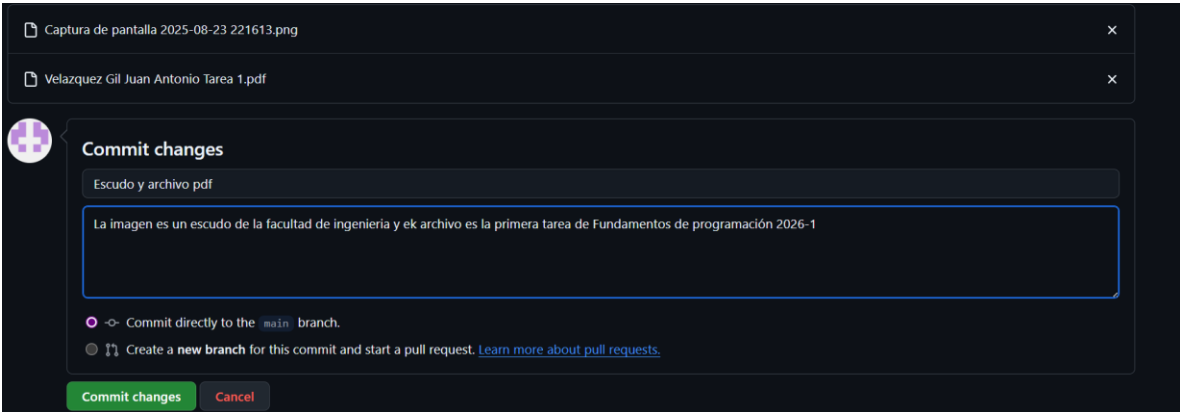 Captura de pantalla 2025-08-23 221613.png
Velazquez Gil Juan Antonio Tarea 1.pdf
Commit changes
Escudo y archivo pdf
La imagen es un escudo de la facultad de ingenieria y ek archivo es la primera tarea de Fundamentos de programación 2026-1
Commit directly to the main branch.
Create a new branch for this commit and start a pull request. Learn more about pull requests.
Commit changes Cancel